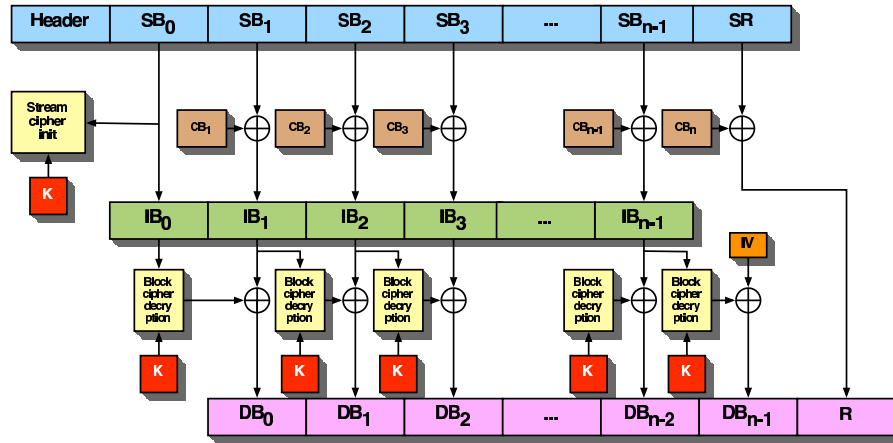 Header SB0 SB1 SB2 SB3 ... SBn-1 SR
Stream
cipher
init
CB1 CB2 CB3 CBn-1 CBn
K
IB0 IB1 IB2 IB3 ... IBn-1
IV
Block Block Block Block Block
cipher cipher cipher cipher cipher
decry decry decry decry decry
ption ption ption ption ption
K K K K K
DB0 DB1 DB2 ... DBn-2 DBn-1 R